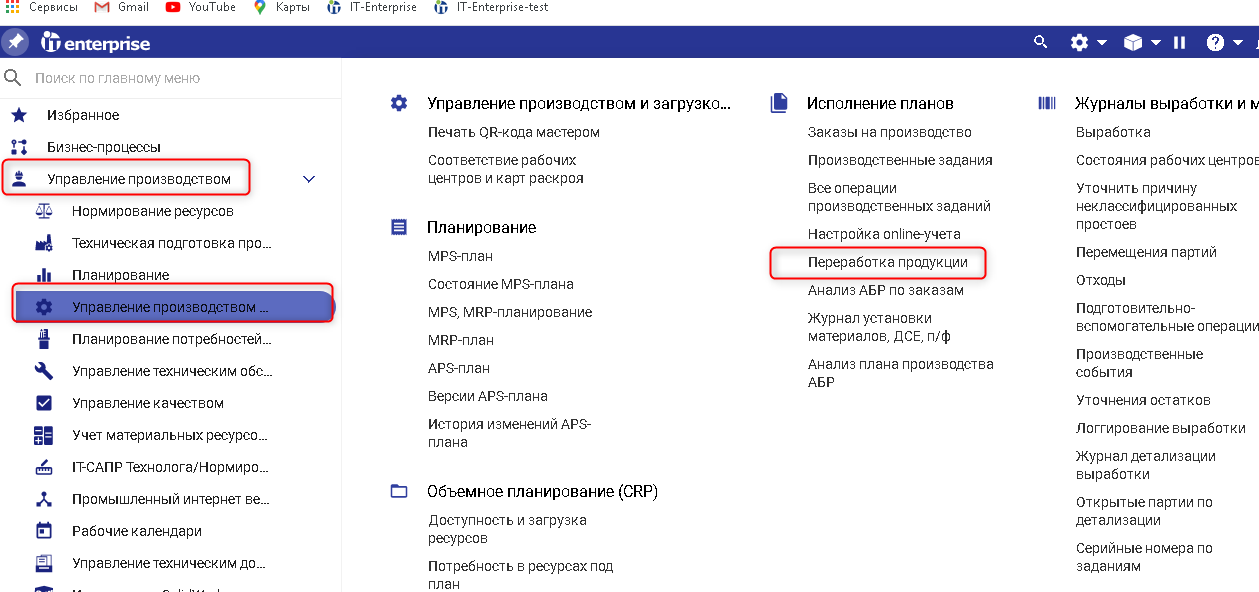 Сервисы Gmail YouTube Карты IT-Enterprise IT-Enterprise-test
it enterprise
Поиск по главному меню
Избранное
Бизнес-процессы
Управление производством
Нормирование ресурсов
Техническая подготовка про...
Планирование
Управление производством ...
Планирование потребностей...
Управление техническим обс...
Управление качеством
Учет материальных ресурсо...
IT-САПР Технолога/Нормиро...
Промышленный интернет ве...
Рабочие календари
Управление техническим до...
Управление производством и загрузко...
Печать QR-кода мастером
Соответствие рабочих
центров и карт раскроя
Планирование
MPS-план
Состояние MPS-плана
MPS, MRP-планирование
MRP-план
APS-план
Версии APS-плана
История изменений APS-
плана
Объемное планирование (CRP)
Доступность и загрузка
ресурсов
Потребность в ресурсах под
план
Исполнение планов
Заказы на производство
Производственные задания
Все операции
производственных заданий
Настройка online-учета
Переработка продукции
Анализ АБР по заказам
Журнал установки
материалов, ДСЕ, п/ф
Анализ плана производства
АБР
Журналы выработки и м
Выработка
Состояния рабочих центров
Уточнить причину
неклассифицированных
простоев
Перемещения партий
Отходы
Подготовительно-
вспомогательные операции
Производственные
события
Уточнения остатков
Логгирование выработки
Журнал детализации
выработки
Открытые партии по
детализации
Серийные номера по
заданиям